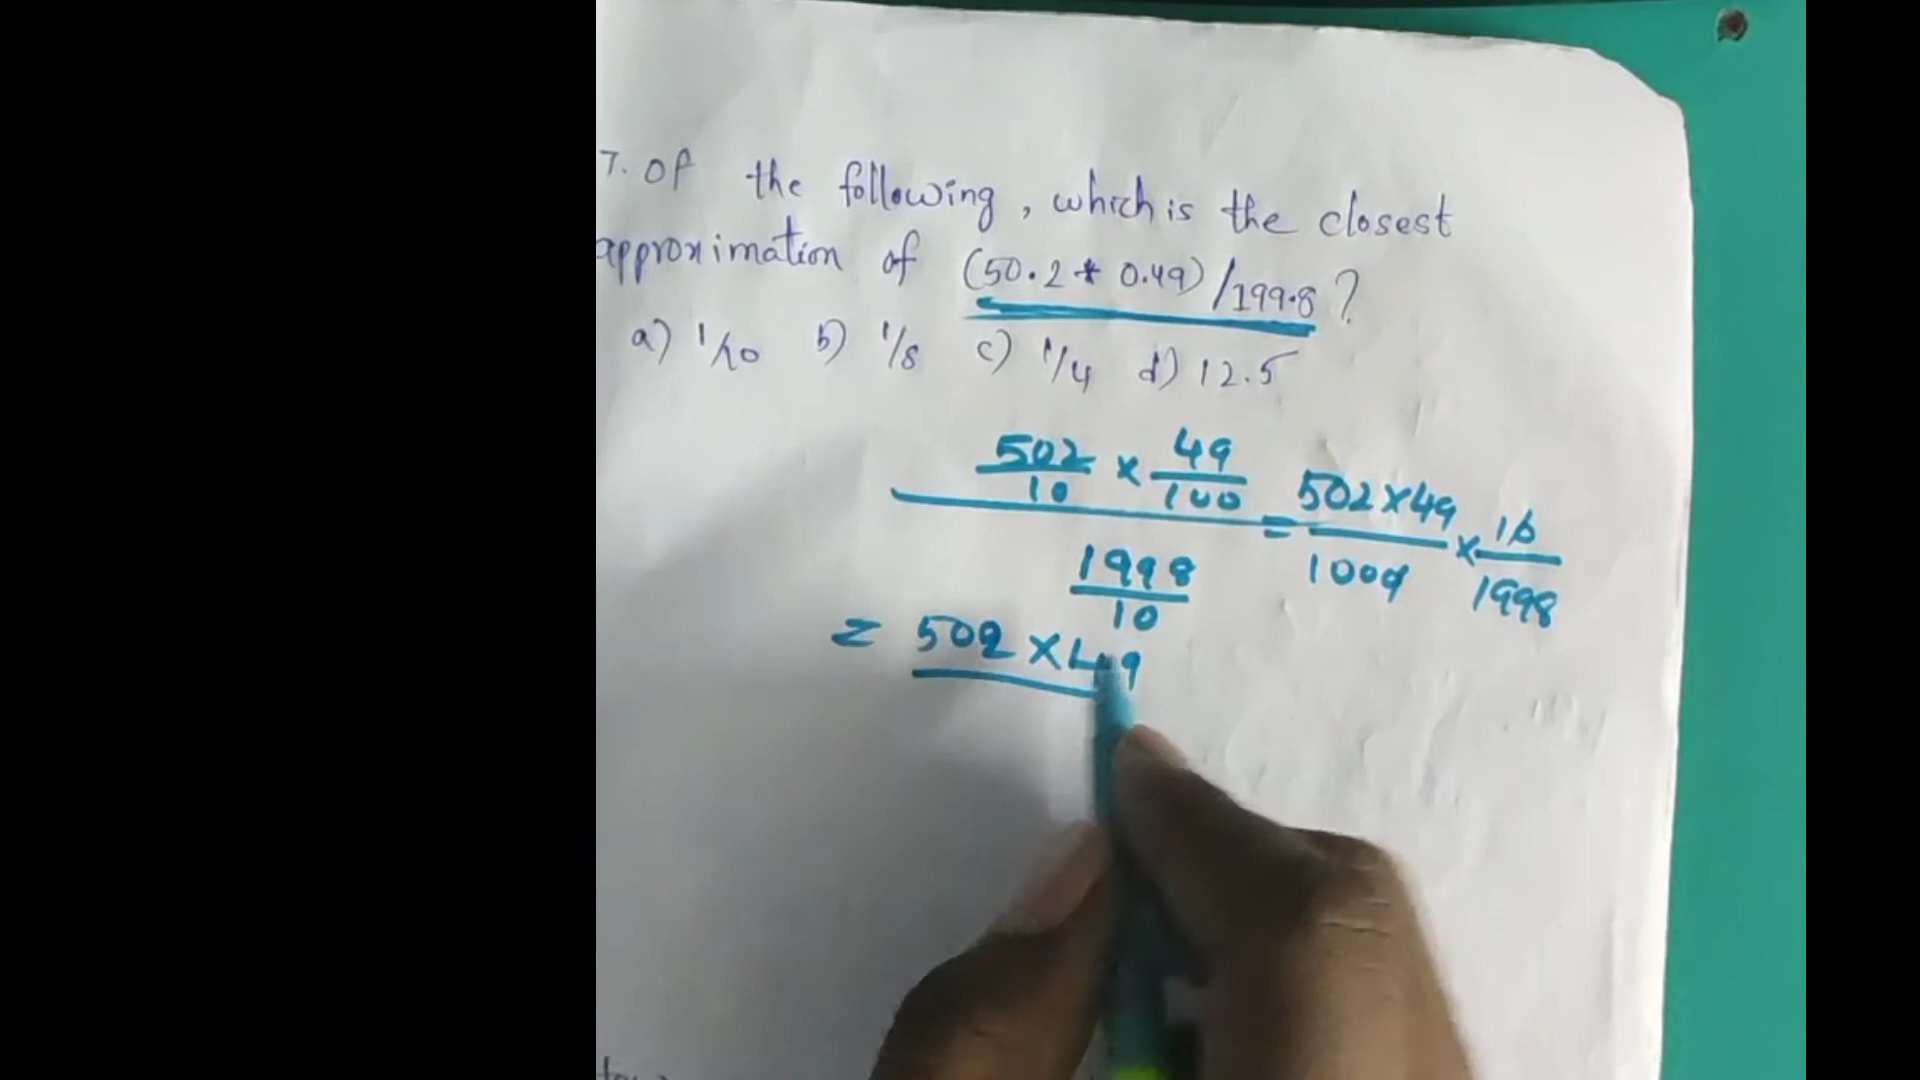 7. Of the following, which is the closest
approximation of (50.2 * 0.49) /199.8 ?
a) 1/10 b) 1/8 c) 1/4 d) 12.5
502/10 × 49/100 / 1998/10 = 502×49/1000 × 10/1998
= 502 × 49